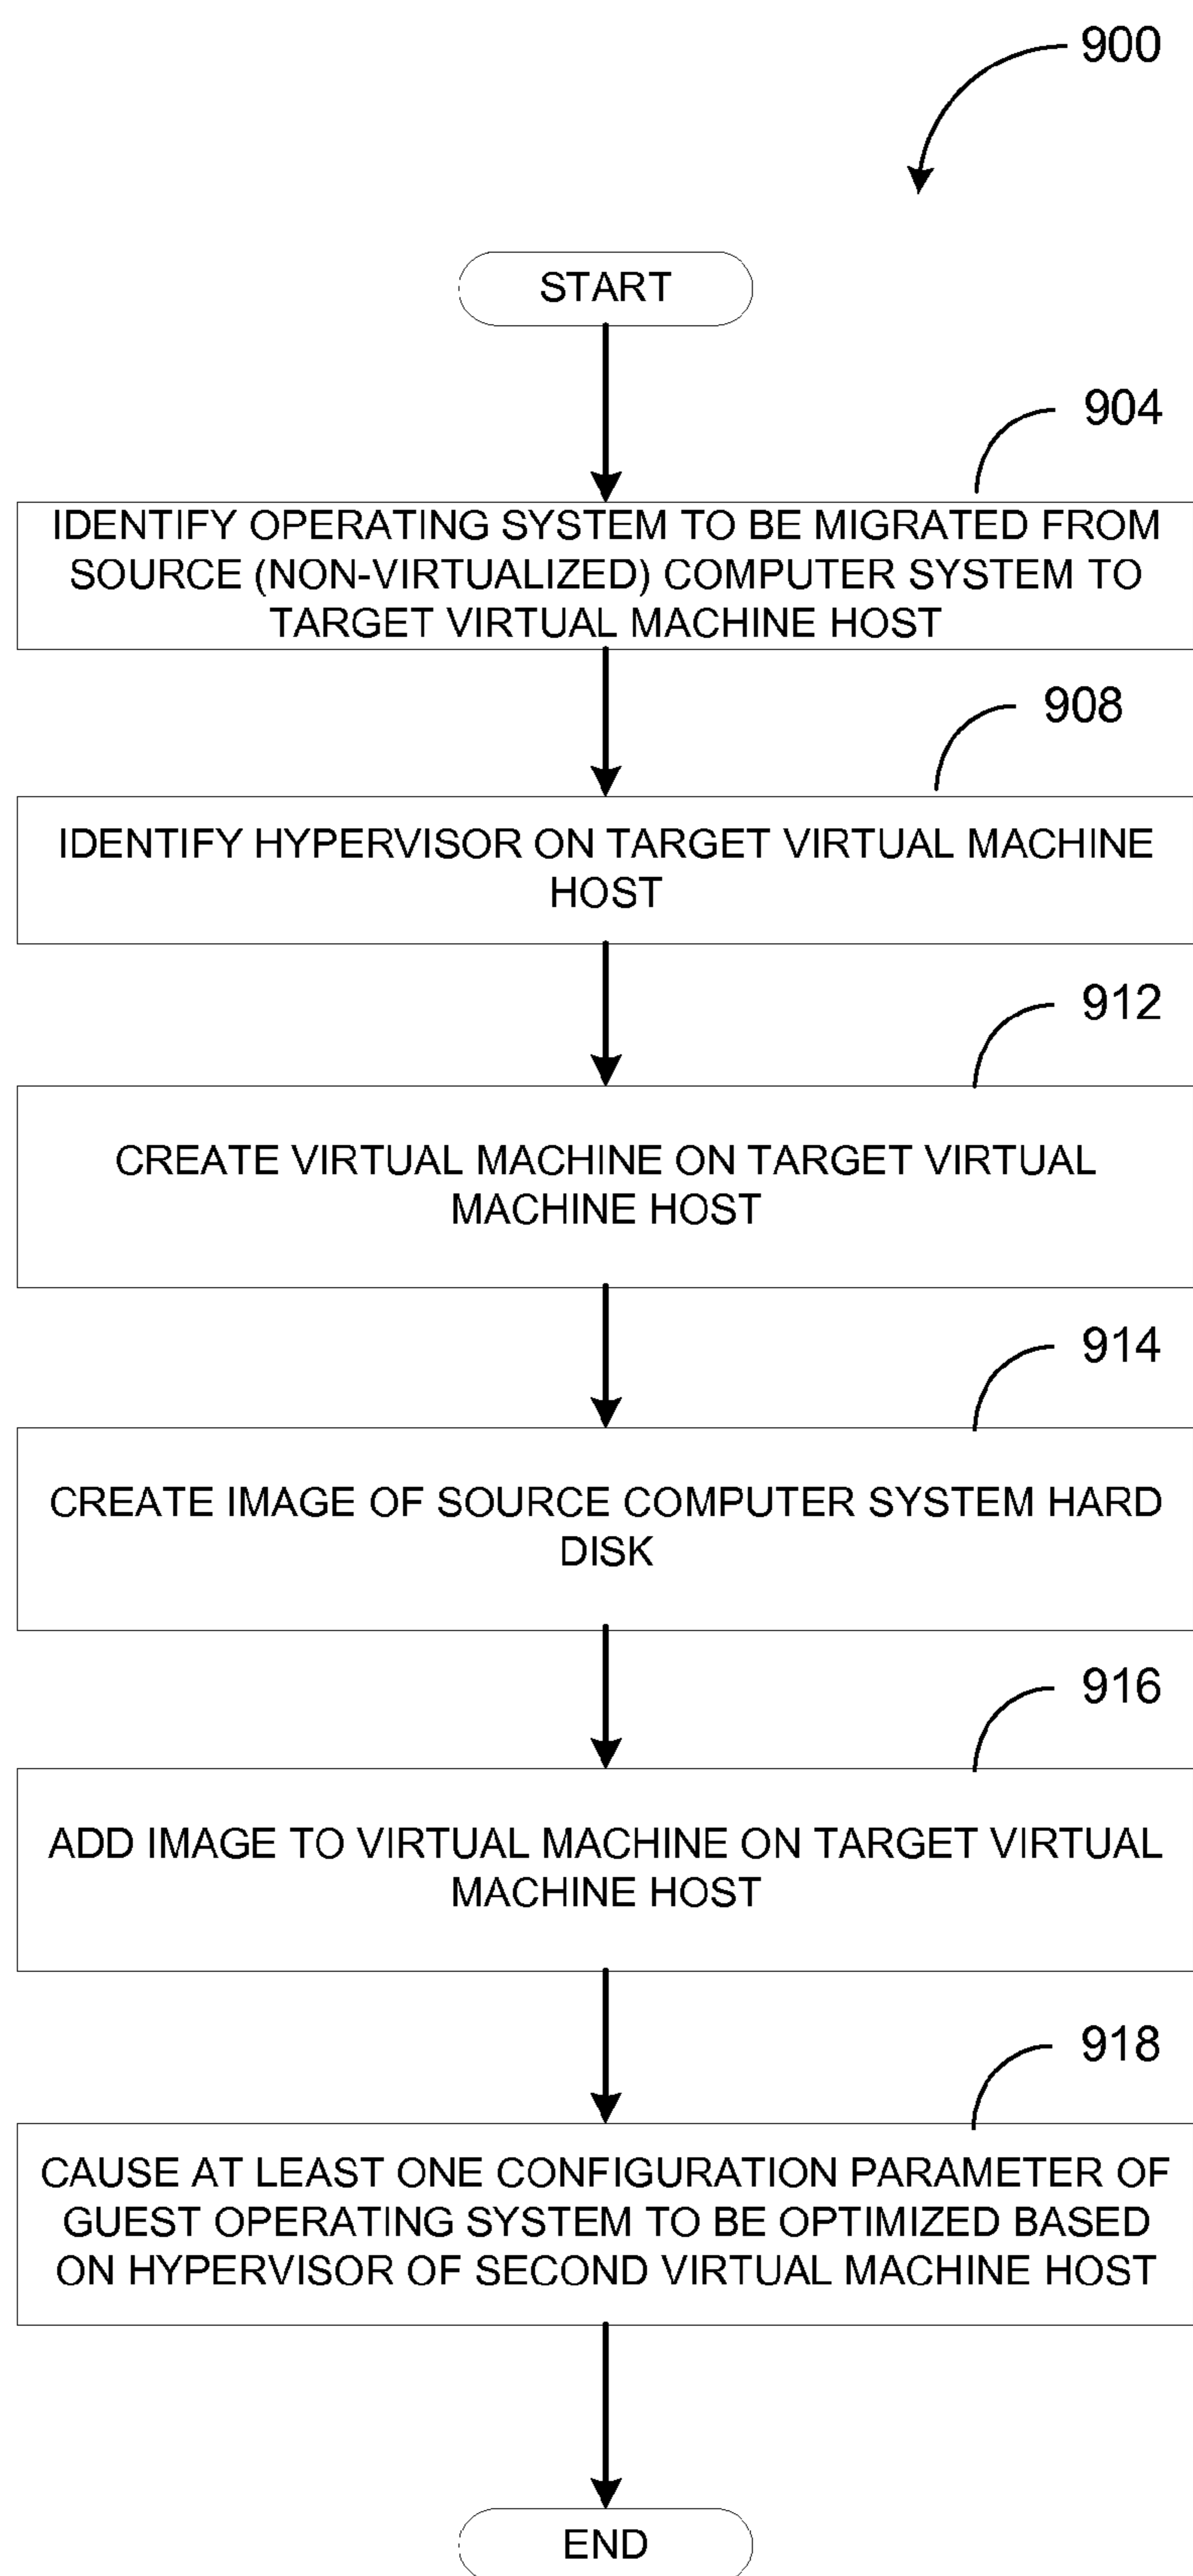 900
START
904
IDENTIFY OPERATING SYSTEM TO BE MIGRATED FROM
SOURCE (NON-VIRTUALIZED) COMPUTER SYSTEM TO
TARGET VIRTUAL MACHINE HOST
908
IDENTIFY HYPERVISOR ON TARGET VIRTUAL MACHINE
HOST
912
CREATE VIRTUAL MACHINE ON TARGET VIRTUAL
MACHINE HOST
914
CREATE IMAGE OF SOURCE COMPUTER SYSTEM HARD
DISK
916
ADD IMAGE TO VIRTUAL MACHINE ON TARGET VIRTUAL
MACHINE HOST
918
CAUSE AT LEAST ONE CONFIGURATION PARAMETER OF
GUEST OPERATING SYSTEM TO BE OPTIMIZED BASED
ON HYPERVISOR OF SECOND VIRTUAL MACHINE HOST
END